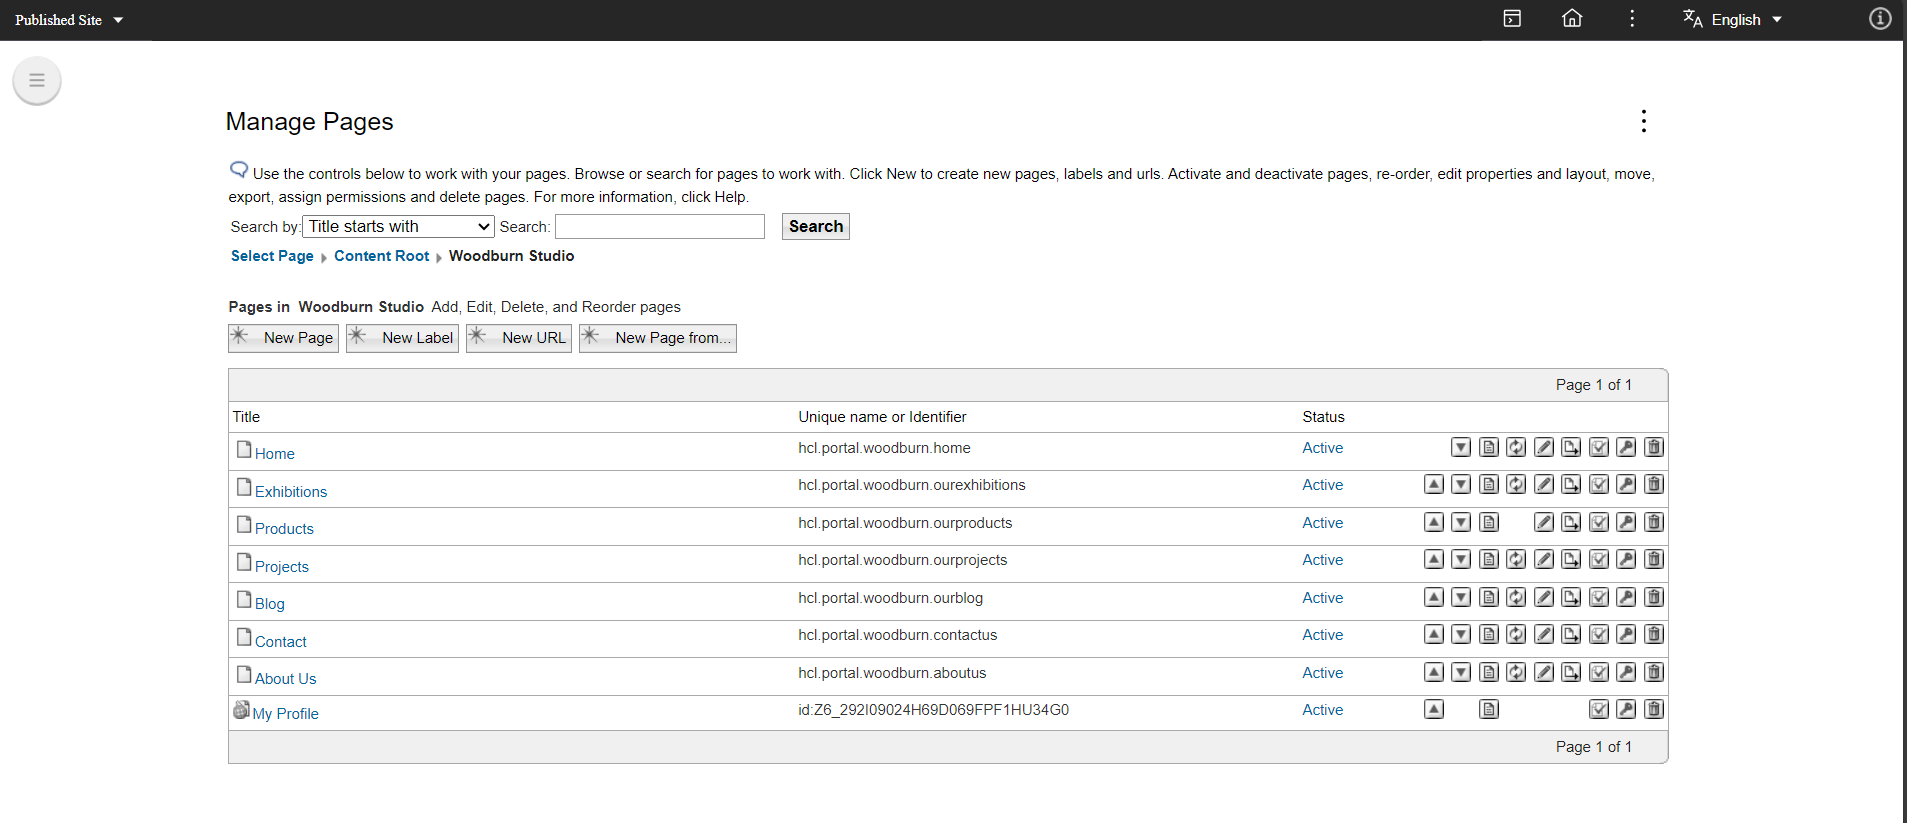 Published Site
English
Manage Pages
Use the controls below to work with your pages. Browse or search for pages to work with. Click New to create new pages, labels and urls. Activate and deactivate pages, re-order, edit properties and layout, move,
export, assign permissions and delete pages. For more information, click Help.
Search by: Title starts with Search: Search
Select Page Content Root Woodburn Studio
Pages in Woodburn Studio Add, Edit, Delete, and Reorder pages
New Page New Label New URL New Page from...
Page 1 of 1
Title Unique name or Identifier Status
Home hcl.portal.woodburn.home Active
Exhibitions hcl.portal.woodburn.ourexhibitions Active
Products hcl.portal.woodburn.ourproducts Active
Projects hcl.portal.woodburn.ourprojects Active
Blog hcl.portal.woodburn.ourblog Active
Contact hcl.portal.woodburn.contactus Active
About Us hcl.portal.woodburn.aboutus Active
My Profile id:Z6_292I09024H69D069FPF1HU34G0 Active
Page 1 of 1